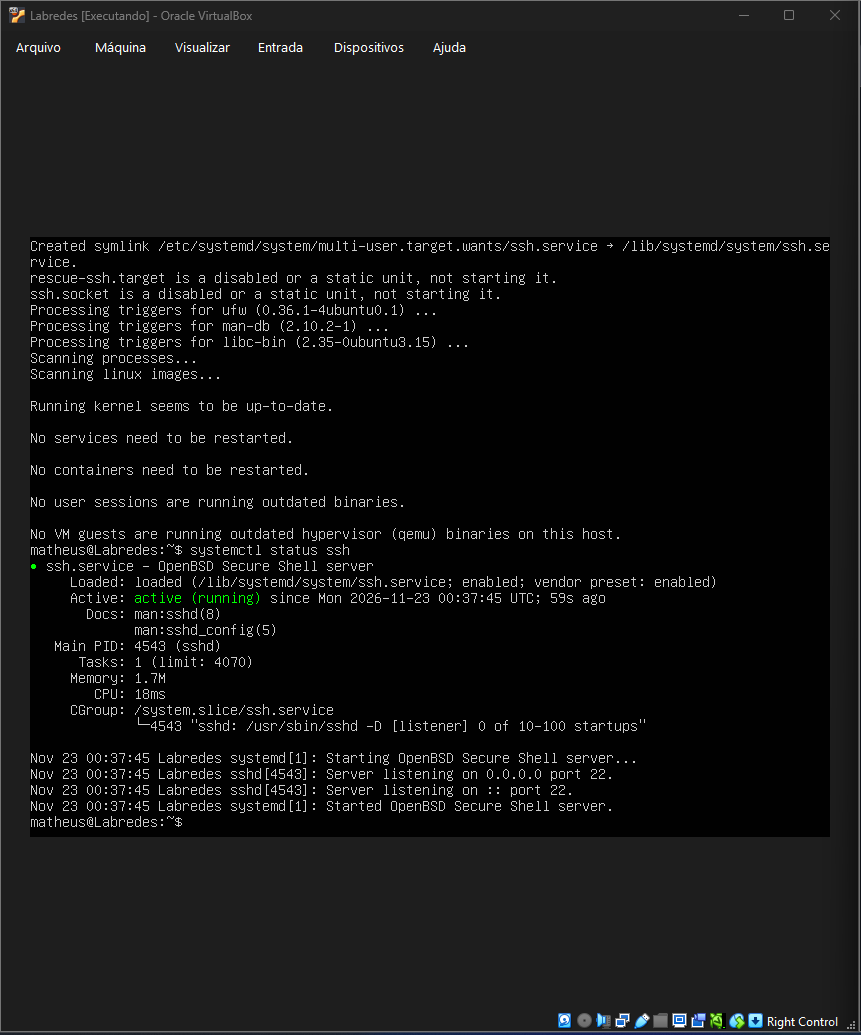 Labredes [Executando] - Oracle VirtualBox
Arquivo Máquina Visualizar Entrada Dispositivos Ajuda
Created symlink /etc/systemd/system/multi-user.target.wants/ssh.service → /lib/systemd/system/ssh.se
rvice.
rescue-ssh.target is a disabled or a static unit, not starting it.
ssh.socket is a disabled or a static unit, not starting it.
Processing triggers for ufw (0.36.1-4ubuntu0.1) ...
Processing triggers for man-db (2.10.2-1) ...
Processing triggers for libc-bin (2.35-0ubuntu3.15) ...
Scanning processes...
Scanning linux images...
Running kernel seems to be up-to-date.
No services need to be restarted.
No containers need to be restarted.
No user sessions are running outdated binaries.
No VM guests are running outdated hypervisor (qemu) binaries on this host.
matheus@Labredes:~$ systemctl status ssh
● ssh.service - OpenBSD Secure Shell server
Loaded: loaded (/lib/systemd/system/ssh.service; enabled; vendor preset: enabled)
Active: active (running) since Mon 2026-11-23 00:37:45 UTC; 59s ago
Docs: man:sshd(8)
man:sshd_config(5)
Main PID: 4543 (sshd)
Tasks: 1 (limit: 4070)
Memory: 1.7M
CPU: 18ms
CGroup: /system.slice/ssh.service
└─4543 "sshd: /usr/sbin/sshd -D [listener] 0 of 10-100 startups"
Nov 23 00:37:45 Labredes systemd[1]: Starting OpenBSD Secure Shell server...
Nov 23 00:37:45 Labredes sshd[4543]: Server listening on 0.0.0.0 port 22.
Nov 23 00:37:45 Labredes sshd[4543]: Server listening on :: port 22.
Nov 23 00:37:45 Labredes systemd[1]: Started OpenBSD Secure Shell server.
matheus@Labredes:~$
Right Control